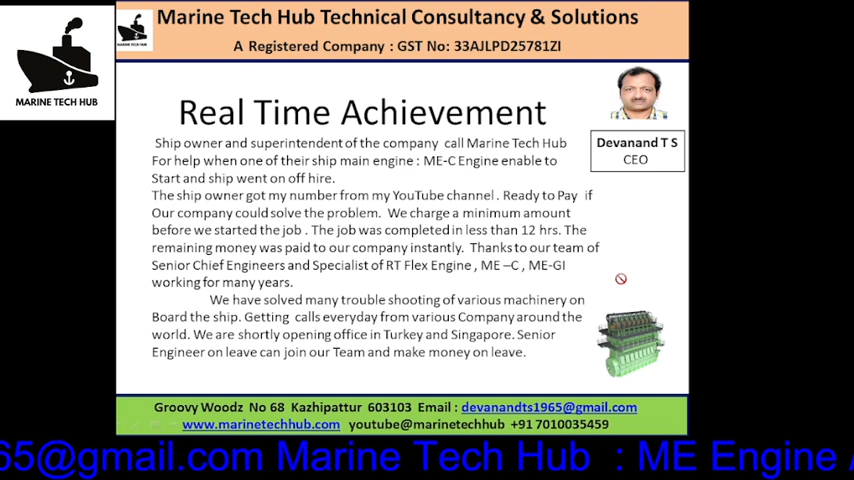 Marine Tech Hub Technical Consultancy & Solutions
A Registered Company : GST No: 33AJLPD25781ZI
MARINE TECH HUB
MARINE TECH HUB
Real Time Achievement
Devanand T S
CEO
Ship owner and superintendent of the company call Marine Tech Hub
For help when one of their ship main engine : ME-C Engine enable to
Start and ship went on off hire.
The ship owner got my number from my YouTube channel . Ready to Pay if
Our company could solve the problem. We charge a minimum amount
before we started the job . The job was completed in less than 12 hrs. The
remaining money was paid to our company instantly. Thanks to our team of
Senior Chief Engineers and Specialist of RT Flex Engine , ME –C , ME-GI
working for many years.
We have solved many trouble shooting of various machinery on
Board the ship. Getting calls everyday from various Company around the
world. We are shortly opening office in Turkey and Singapore. Senior
Engineer on leave can join our Team and make money on leave.
Groovy Woodz No 68 Kazhipattur 603103 Email : devanandts1965@gmail.com
www.marinetechhub.com youtube@marinetechhub +91 7010035459
65@gmail.com Marine Tech Hub : ME Engine A